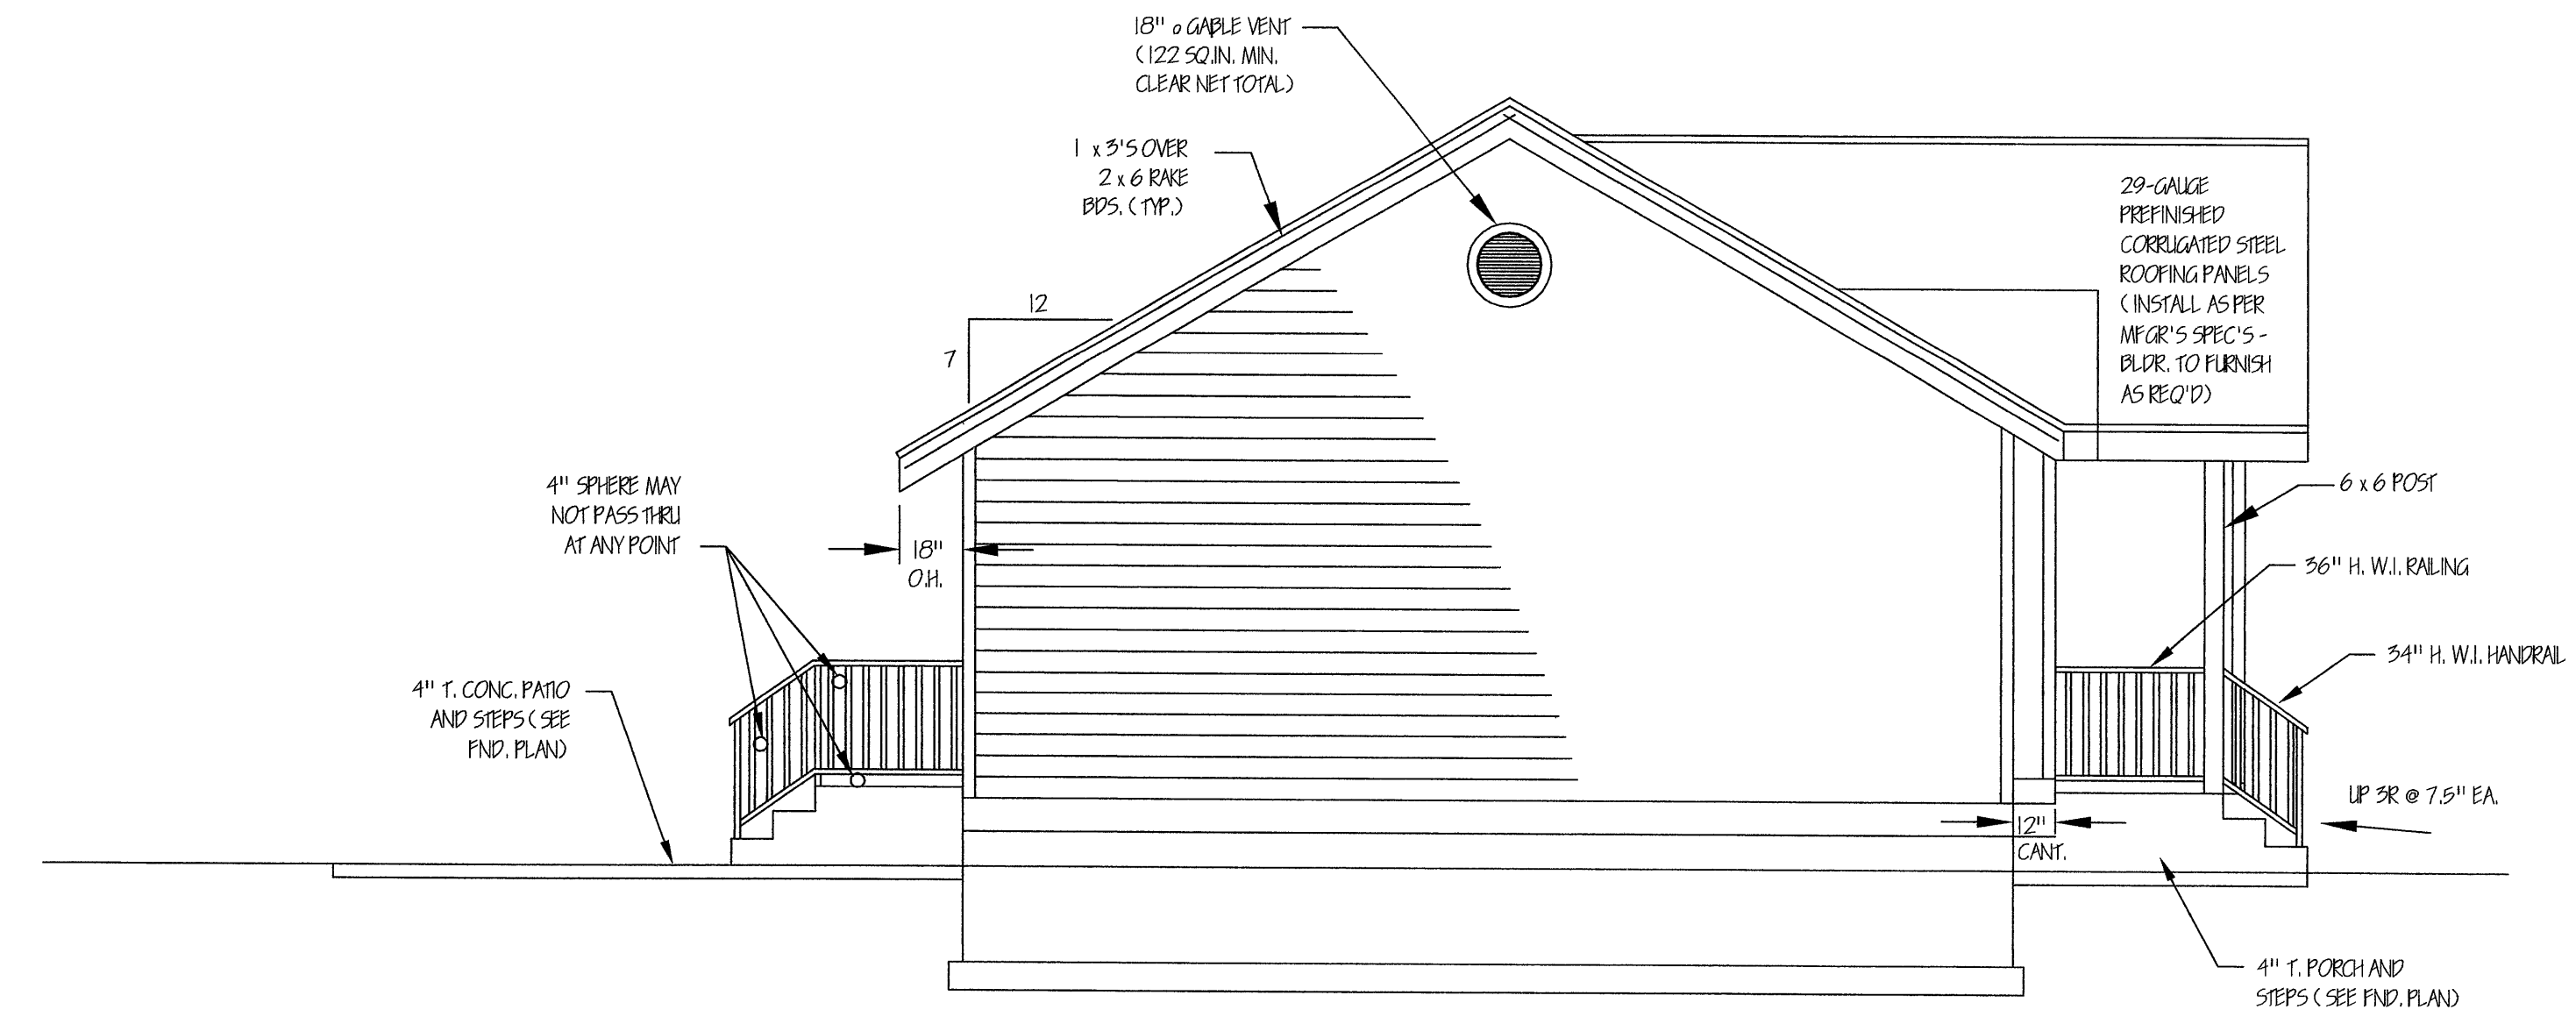 18" ⌀ GABLE VENT
(122 SQ.IN. MIN.
CLEAR NET TOTAL)
1 x 3'S OVER
2 x 6 RAKE
BDS. (TYP.)
29-GAUGE
PREFINISHED
CORRUGATED STEEL
ROOFING PANELS
(INSTALL AS PER
MFGR'S SPEC'S -
BLDR. TO FURNISH
AS REQ'D)
12
7
4" SPHERE MAY
NOT PASS THRU
AT ANY POINT
18"
O.H.
6 x 6 POST
36" H. W.I. RAILING
34" H. W.I. HANDRAIL
4" T. CONC. PATIO
AND STEPS (SEE
FND. PLAN)
UP 3R @ 7.5" EA.
12"
CANT.
4" T. PORCH AND
STEPS (SEE FND. PLAN)